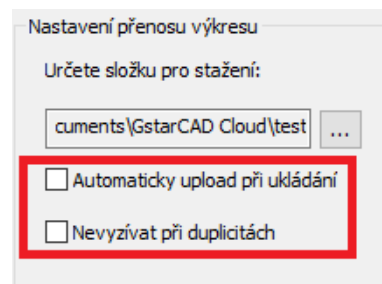 Nastavení přenosu výkresu
Určete složku pro stažení:
cuments\GstarCAD Cloud\test
...
Automaticky upload při ukládání
Nevyzívat při duplicitách